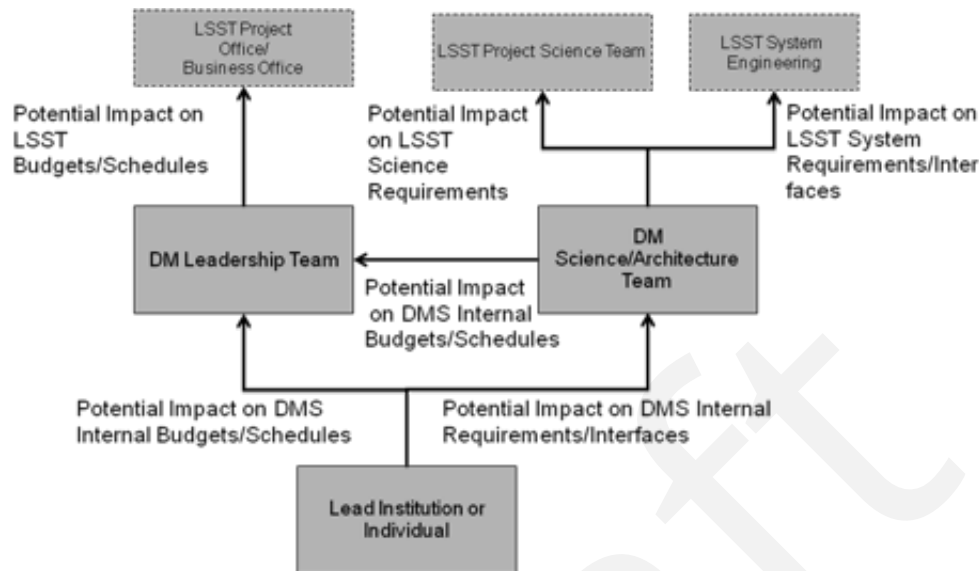 LSST Project
Office/
Business Office
LSST Project Science Team
LSST System
Engineering
Potential Impact on
LSST
Budgets/Schedules
Potential Impact
on LSST
Science
Requirements
Potential Impact on
LSST System
Requirements/Inter
faces
DM Leadership Team
DM
Science/Architecture
Team
Potential Impact
on DMS Internal
Budgets/Schedules
Potential Impact on DMS
Internal Budgets/Schedules
Potential Impact on DMS Internal
Requirements/Interfaces
Lead Institution or
Individual